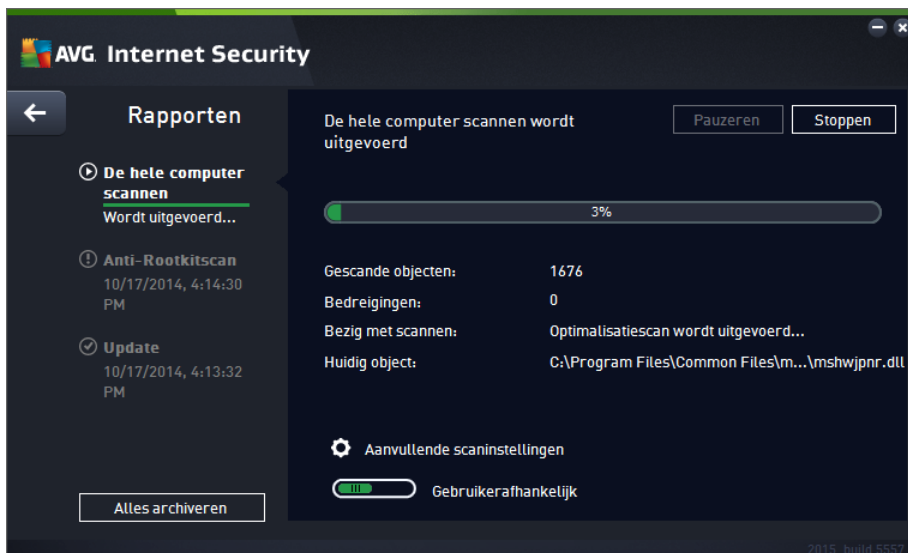 AVG. Internet Security
Rapporten
De hele computer
scannen
Wordt uitgevoerd...
Anti-Rootkitscan
10/17/2014, 4:14:30
PM
Update
10/17/2014, 4:13:32
PM
Alles archiveren
De hele computer scannen wordt
uitgevoerd
Pauzeren
Stoppen
3%
Gescande objecten: 1676
Bedreigingen: 0
Bezig met scannen: Optimalisatiescan wordt uitgevoerd...
Huidig object: C:\Program Files\Common Files\m...\mshwjpnr.dll
Aanvullende scaninstellingen
Gebruikerafhankelijk
2015, build 5557